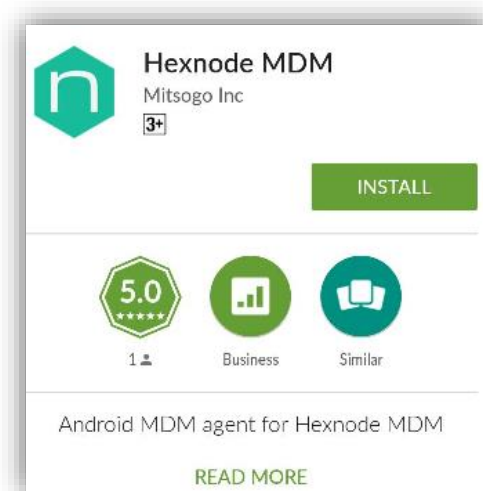 n
Hexnode MDM
Mitsogo Inc
3+
INSTALL
5.0
1
Business
Similar
Android MDM agent for Hexnode MDM
READ MORE